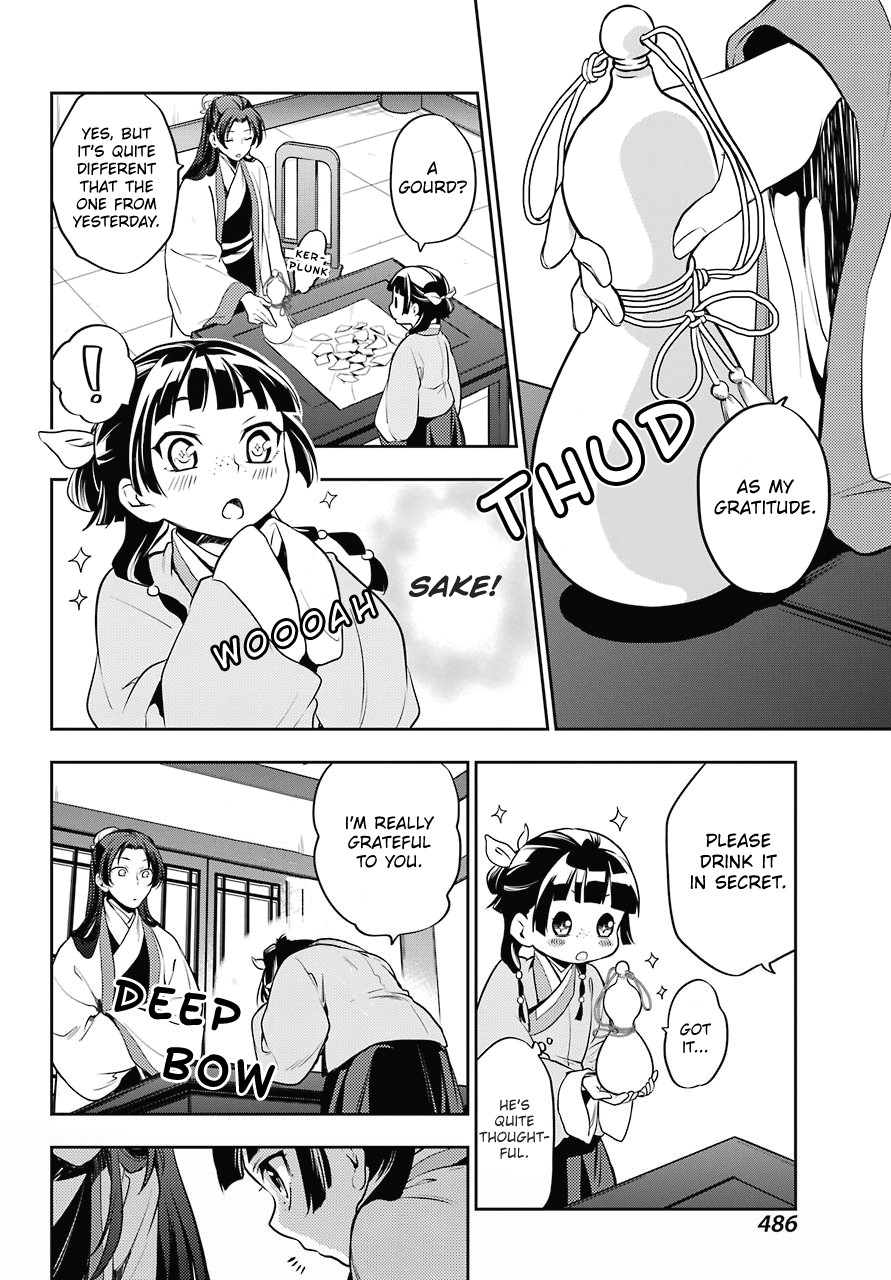 THUD
AS MY
GRATITUDE.
A
GOURD?
YES, BUT
IT'S QUITE
DIFFERENT
THAT THE
ONE FROM
YESTERDAY.
KER-
PLUNK
!
SAKE!
WOOOAH
PLEASE
DRINK IT
IN SECRET.
GOT
IT...
HE'S
QUITE
THOUGHT-
FUL.
I'M REALLY
GRATEFUL
TO YOU.
DEEP
BOW
486